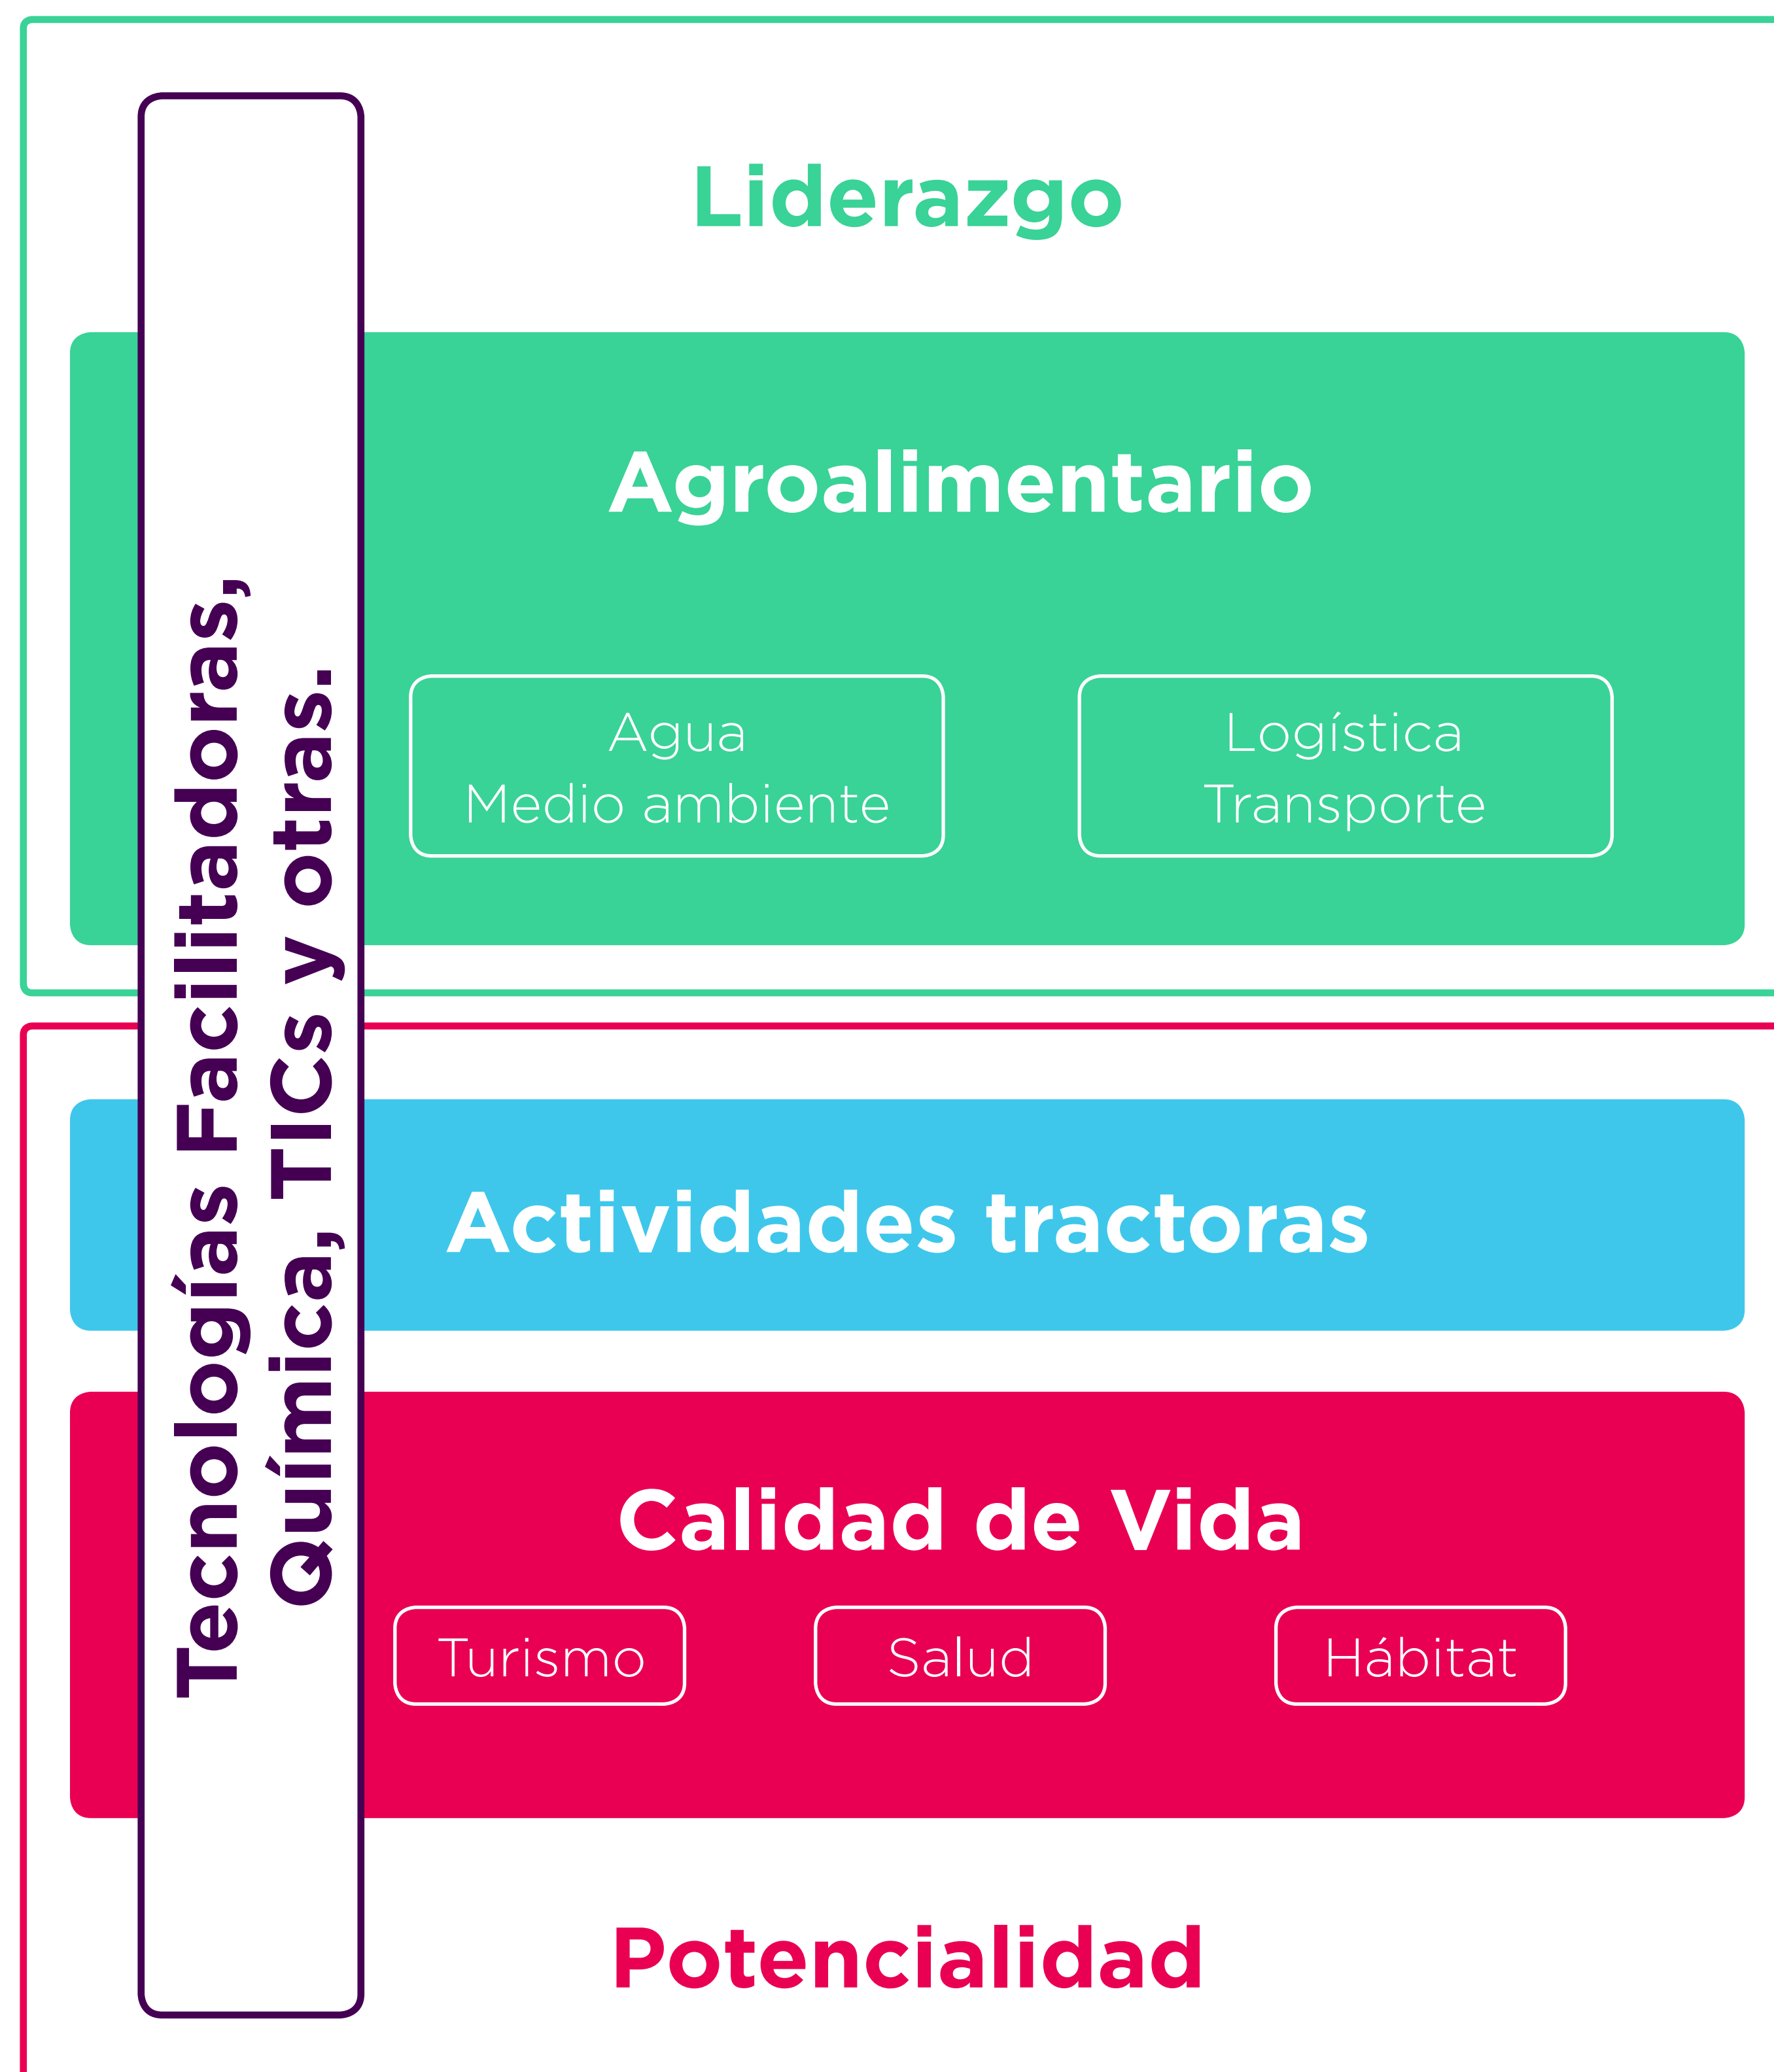 Liderazgo
Agroalimentario
Agua
Medio ambiente
Logística
Transporte
Tecnologías Facilitadoras,
Química, TICs y otras.
Actividades tractoras
Calidad de Vida
Turismo
Salud
Hábitat
Potencialidad